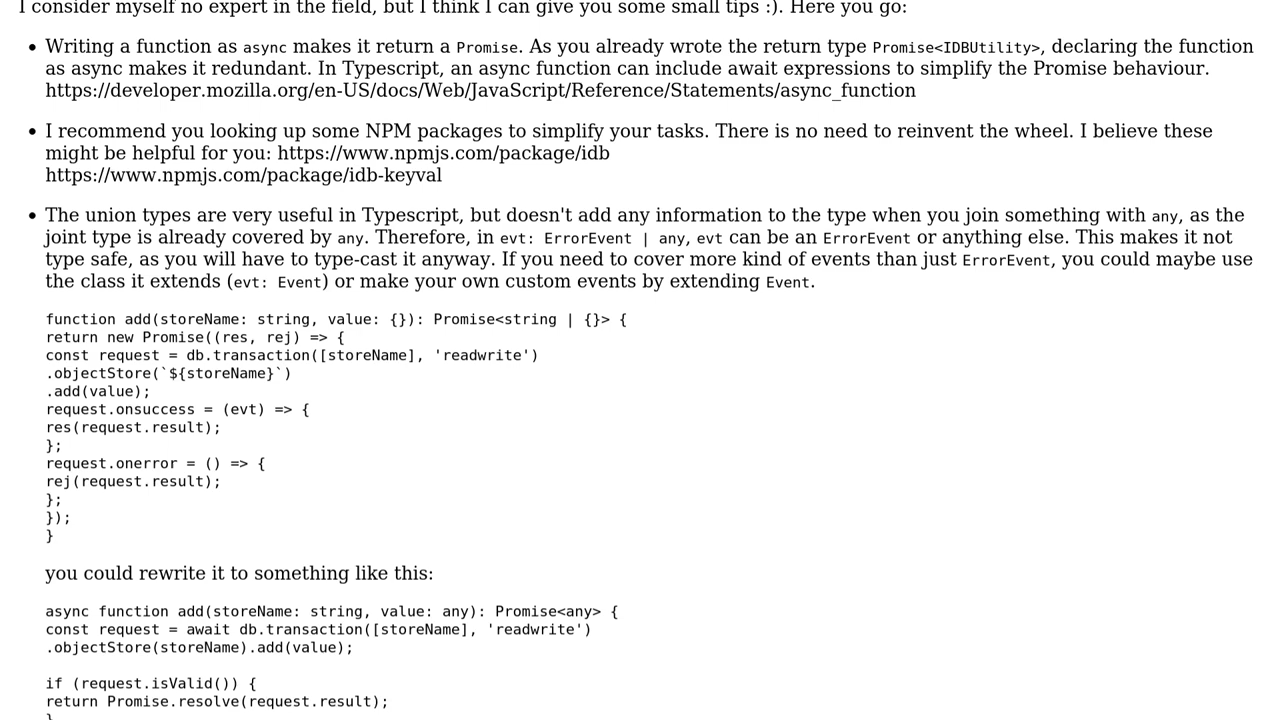 I consider myself no expert in the field, but I think I can give you some small tips :). Here you go:
• Writing a function as async makes it return a Promise. As you already wrote the return type Promise<IDBUtility>, declaring the function
as async makes it redundant. In Typescript, an async function can include await expressions to simplify the Promise behaviour.
https://developer.mozilla.org/en-US/docs/Web/JavaScript/Reference/Statements/async_function
• I recommend you looking up some NPM packages to simplify your tasks. There is no need to reinvent the wheel. I believe these
might be helpful for you: https://www.npmjs.com/package/idb
https://www.npmjs.com/package/idb-keyval
• The union types are very useful in Typescript, but doesn't add any information to the type when you join something with any, as the
joint type is already covered by any. Therefore, in evt: ErrorEvent | any, evt can be an ErrorEvent or anything else. This makes it not
type safe, as you will have to type-cast it anyway. If you need to cover more kind of events than just ErrorEvent, you could maybe use
the class it extends (evt: Event) or make your own custom events by extending Event.
function add(storeName: string, value: {}): Promise<string | {}> {
return new Promise((res, rej) => {
const request = db.transaction([storeName], 'readwrite')
.objectStore(`${storeName}`)
.add(value);
request.onsuccess = (evt) => {
res(request.result);
};
request.onerror = () => {
rej(request.result);
};
});
}
you could rewrite it to something like this:
async function add(storeName: string, value: any): Promise<any> {
const request = await db.transaction([storeName], 'readwrite')
.objectStore(storeName).add(value);
if (request.isValid()) {
return Promise.resolve(request.result);
}